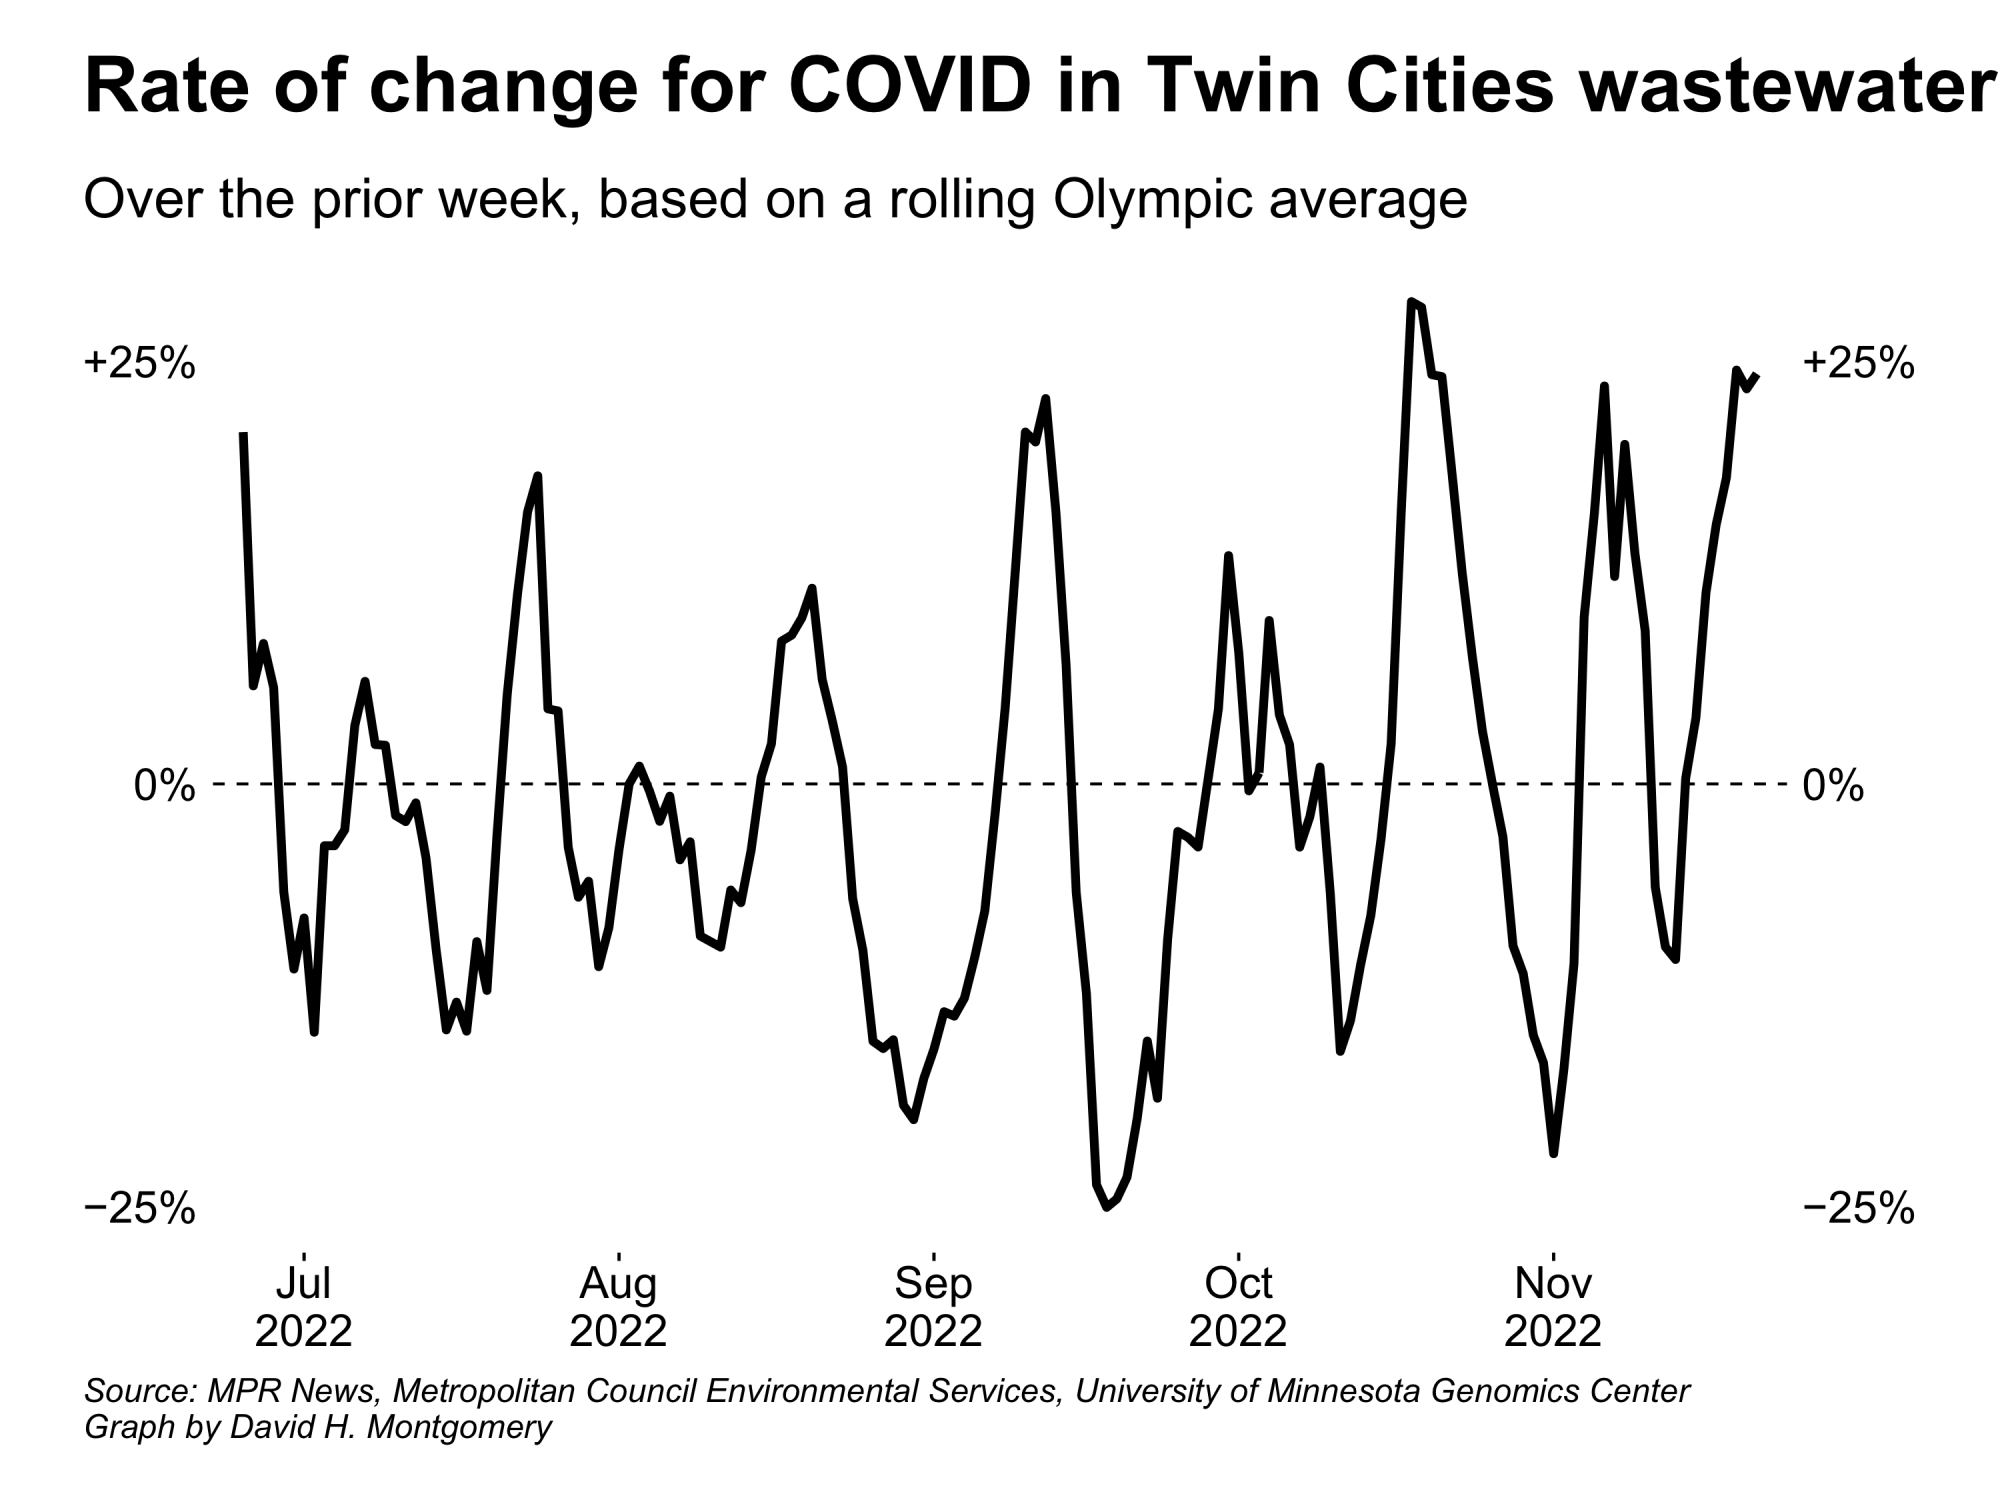 Rate of change for COVID in Twin Cities wastewater
Over the prior week, based on a rolling Olympic average
+25% +25%
0% 0%
−25% −25%
Jul Aug Sep Oct Nov
2022 2022 2022 2022 2022
Source: MPR News, Metropolitan Council Environmental Services, University of Minnesota Genomics Center
Graph by David H. Montgomery